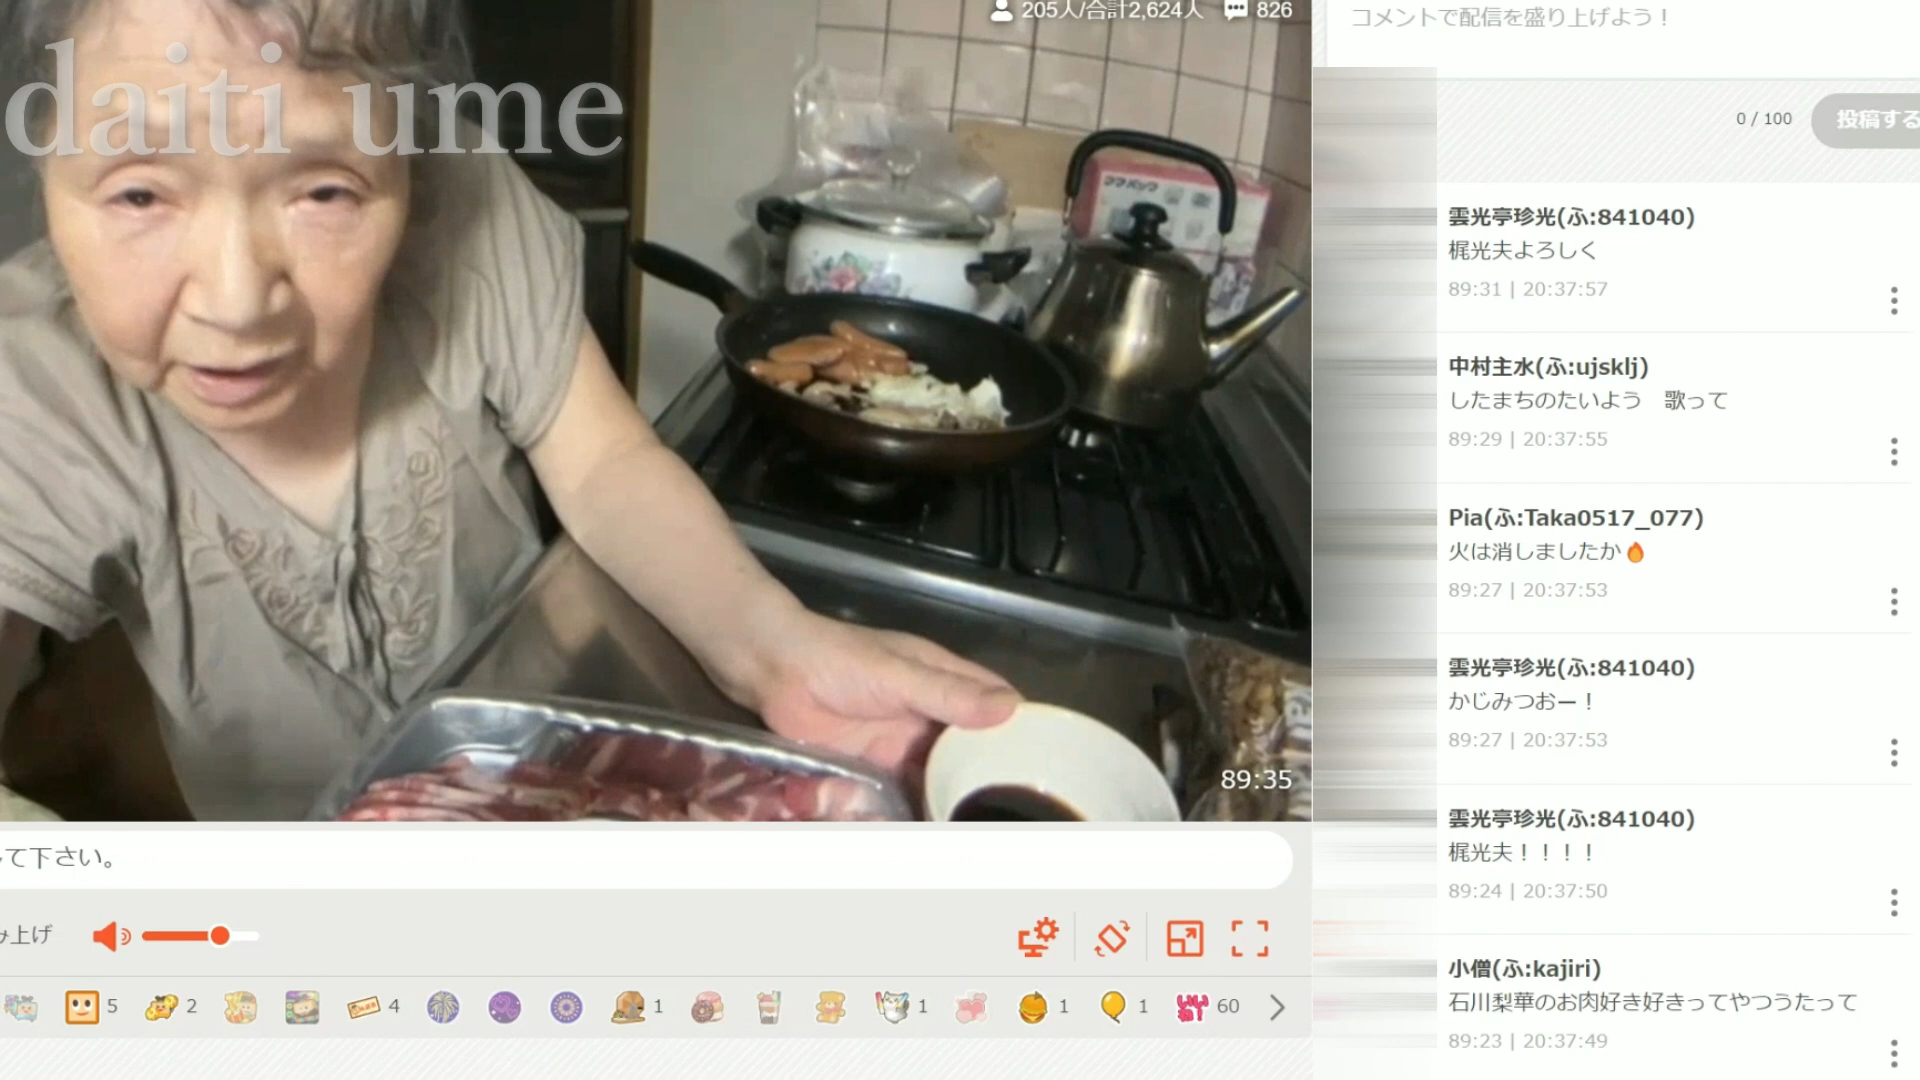 daiti ume
205人/合計2,624人 826
ママパック
89:35
て下さい。
み上げ
5
2
4
1
1
1
1
60
コメントで配信を盛り上げよう！
0 / 100
投稿する
雲光亭珍光(ふ:841040)
梶光夫よろしく
89:31 | 20:37:57
中村主水(ふ:ujsklj)
したまちのたいよう　歌って
89:29 | 20:37:55
Pia(ふ:Taka0517_077)
火は消しましたか🔥
89:27 | 20:37:53
雲光亭珍光(ふ:841040)
かじみつおー！
89:27 | 20:37:53
雲光亭珍光(ふ:841040)
梶光夫！！！！
89:24 | 20:37:50
小僧(ふ:kajiri)
石川梨華のお肉好き好きってやつうたって
89:23 | 20:37:49